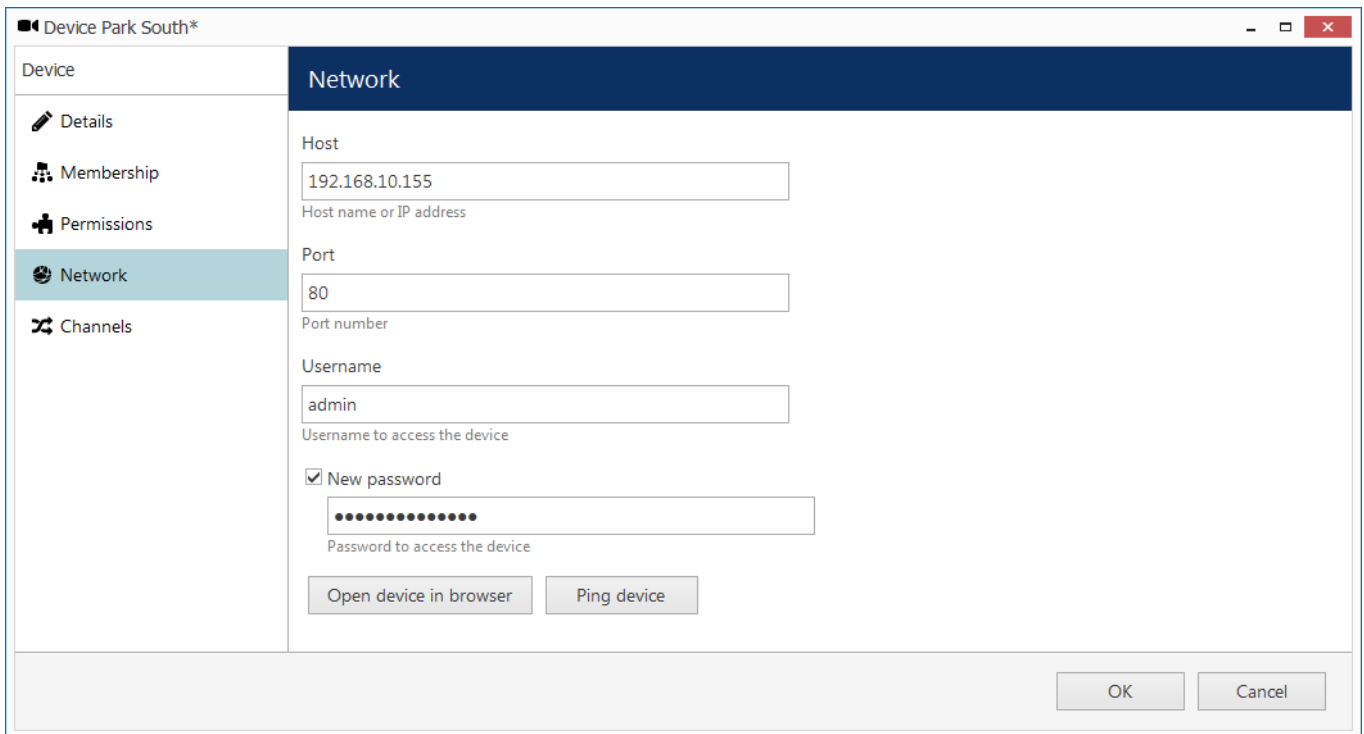 Device Park South*
Device
Details
Membership
Permissions
Network
Channels
Network
Host
192.168.10.155
Host name or IP address
Port
80
Port number
Username
admin
Username to access the device
New password
●●●●●●●●●●●●●●
Password to access the device
Open device in browser
Ping device
OK
Cancel